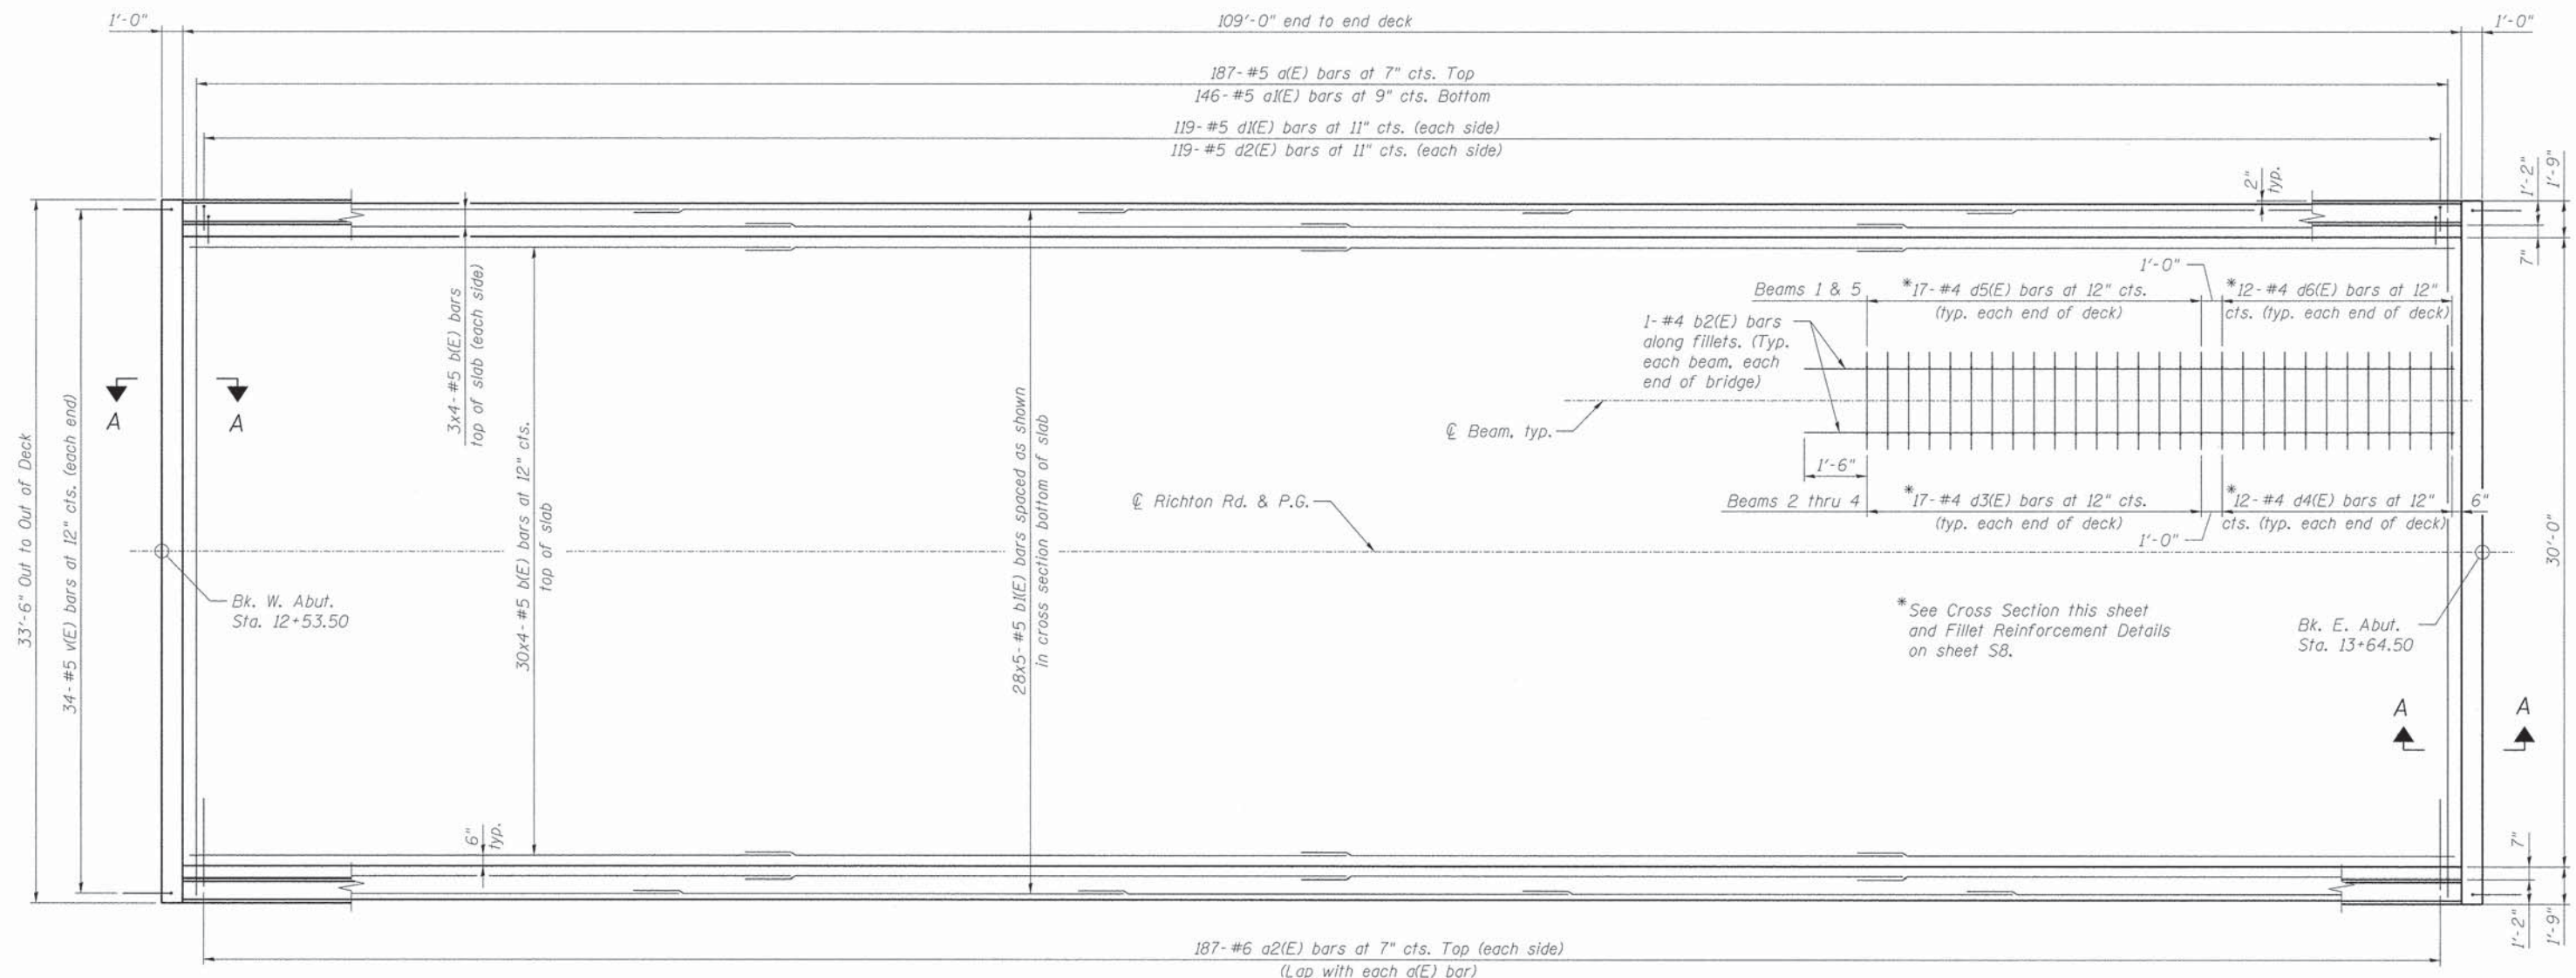 1'-0"
109'-0" end to end deck
1'-0"
187-#5 a(E) bars at 7" cts. Top
146-#5 a1(E) bars at 9" cts. Bottom
119-#5 d1(E) bars at 11" cts. (each side)
119-#5 d2(E) bars at 11" cts. (each side)
2"
typ.
1'-2"
1'-9"
7"
33'-6" Out to Out of Deck
34-#5 v(E) bars at 12" cts. (each end)
A
A
3x4-#5 b(E) bars
top of slab (each side)
30x4-#5 b(E) bars at 12" cts.
top of slab
28x5-#5 b1(E) bars spaced as shown
in cross section bottom of slab
1'-0"
Beams 1 & 5
*17-#4 d5(E) bars at 12" cts.
(typ. each end of deck)
*12-#4 d6(E) bars at 12"
cts. (typ. each end of deck)
1-#4 b2(E) bars
along fillets. (Typ.
each beam, each
end of bridge)
℄ Beam, typ.
1'-6"
Beams 2 thru 4
*17-#4 d3(E) bars at 12" cts.
(typ. each end of deck)
*12-#4 d4(E) bars at 12"
cts. (typ. each end of deck)
6"
1'-0"
℄ Richton Rd. & P.G.
30'-0"
Bk. W. Abut.
Sta. 12+53.50
*See Cross Section this sheet
and Fillet Reinforcement Details
on sheet S8.
Bk. E. Abut.
Sta. 13+64.50
A
A
6"
typ.
7"
1'-2"
1'-9"
187-#6 a2(E) bars at 7" cts. Top (each side)
(Lap with each a(E) bar)